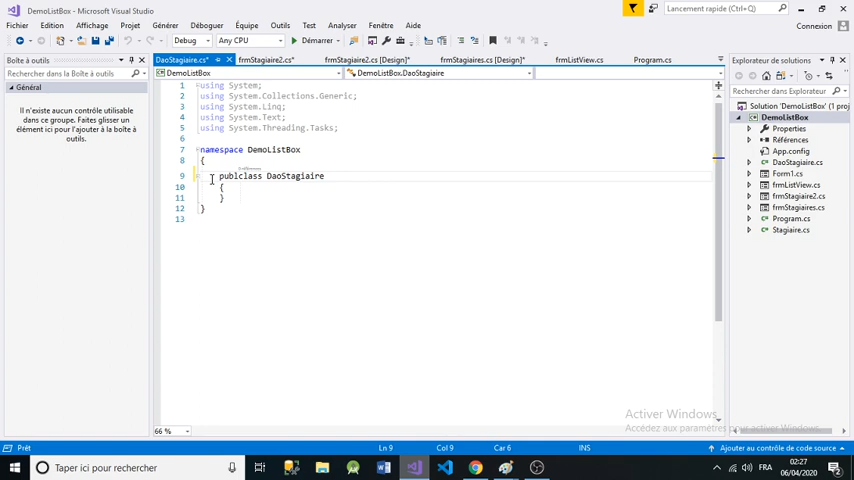 DemoListBox - Microsoft Visual Studio
Lancement rapide (Ctrl+Q)
Fichier Edition Affichage Projet Générer Déboguer Équipe Outils Test Analyser Fenêtre Aide
Connexion
Debug Any CPU Démarrer
Boîte à outils
DaoStagiaire.cs* frmStagiaire2.cs* frmStagiaire2.cs [Design]* frmStagiaires.cs [Design]* frmListView.cs Program.cs
Explorateur de solutions
Rechercher dans la Boîte à outils
DemoListBox DemoListBox.DaoStagiaire
Général
Il n'existe aucun contrôle utilisable
dans ce groupe. Faites glisser un
élément ici pour l'ajouter à la boîte
d'outils.
1 using System;
2 using System.Collections.Generic;
3 using System.Linq;
4 using System.Text;
5 using System.Threading.Tasks;
6
7 namespace DemoListBox
8 {
9 publclass DaoStagiaire
10 {
11 }
12 }
13
Rechercher dans Explorateur de
Solution 'DemoListBox' (1 proj
DemoListBox
Properties
Références
App.config
DaoStagiaire.cs
Form1.cs
frmListView.cs
frmStagiaire2.cs
frmStagiaires.cs
Program.cs
Stagiaire.cs
66 %
Activer Windows
Accédez aux paramètres pour activer Windows.
Prêt Ln 9 Col 9 Car 6 INS Ajouter au contrôle de code source
Taper ici pour rechercher
FRA
02:27
06/04/2020
2